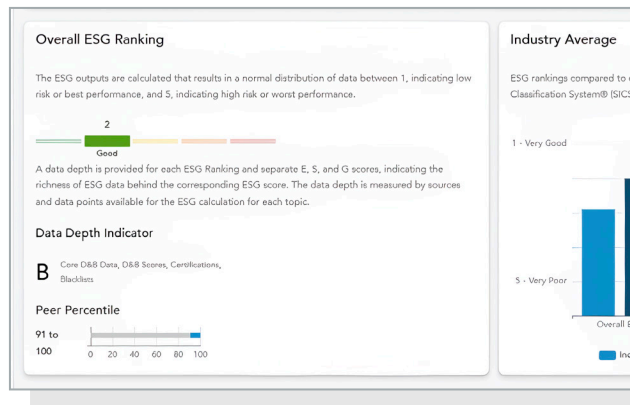 Overall ESG Ranking
The ESG outputs are calculated that results in a normal distribution of data between 1, indicating low
risk or best performance, and 5, indicating high risk or worst performance.
2
Good
A data depth is provided for each ESG Ranking and separate E, S, and G scores, indicating the
richness of ESG data behind the corresponding ESG score. The data depth is measured by sources
and data points available for the ESG calculation for each topic.
Data Depth Indicator
B
Core D&B Data, D&B Scores, Certifications,
Blacklists
Peer Percentile
91 to
100
0 20 40 60 80 100
Industry Average
ESG rankings compared to
Classification System® (SICS
1 - Very Good
5 - Very Poor
Overall